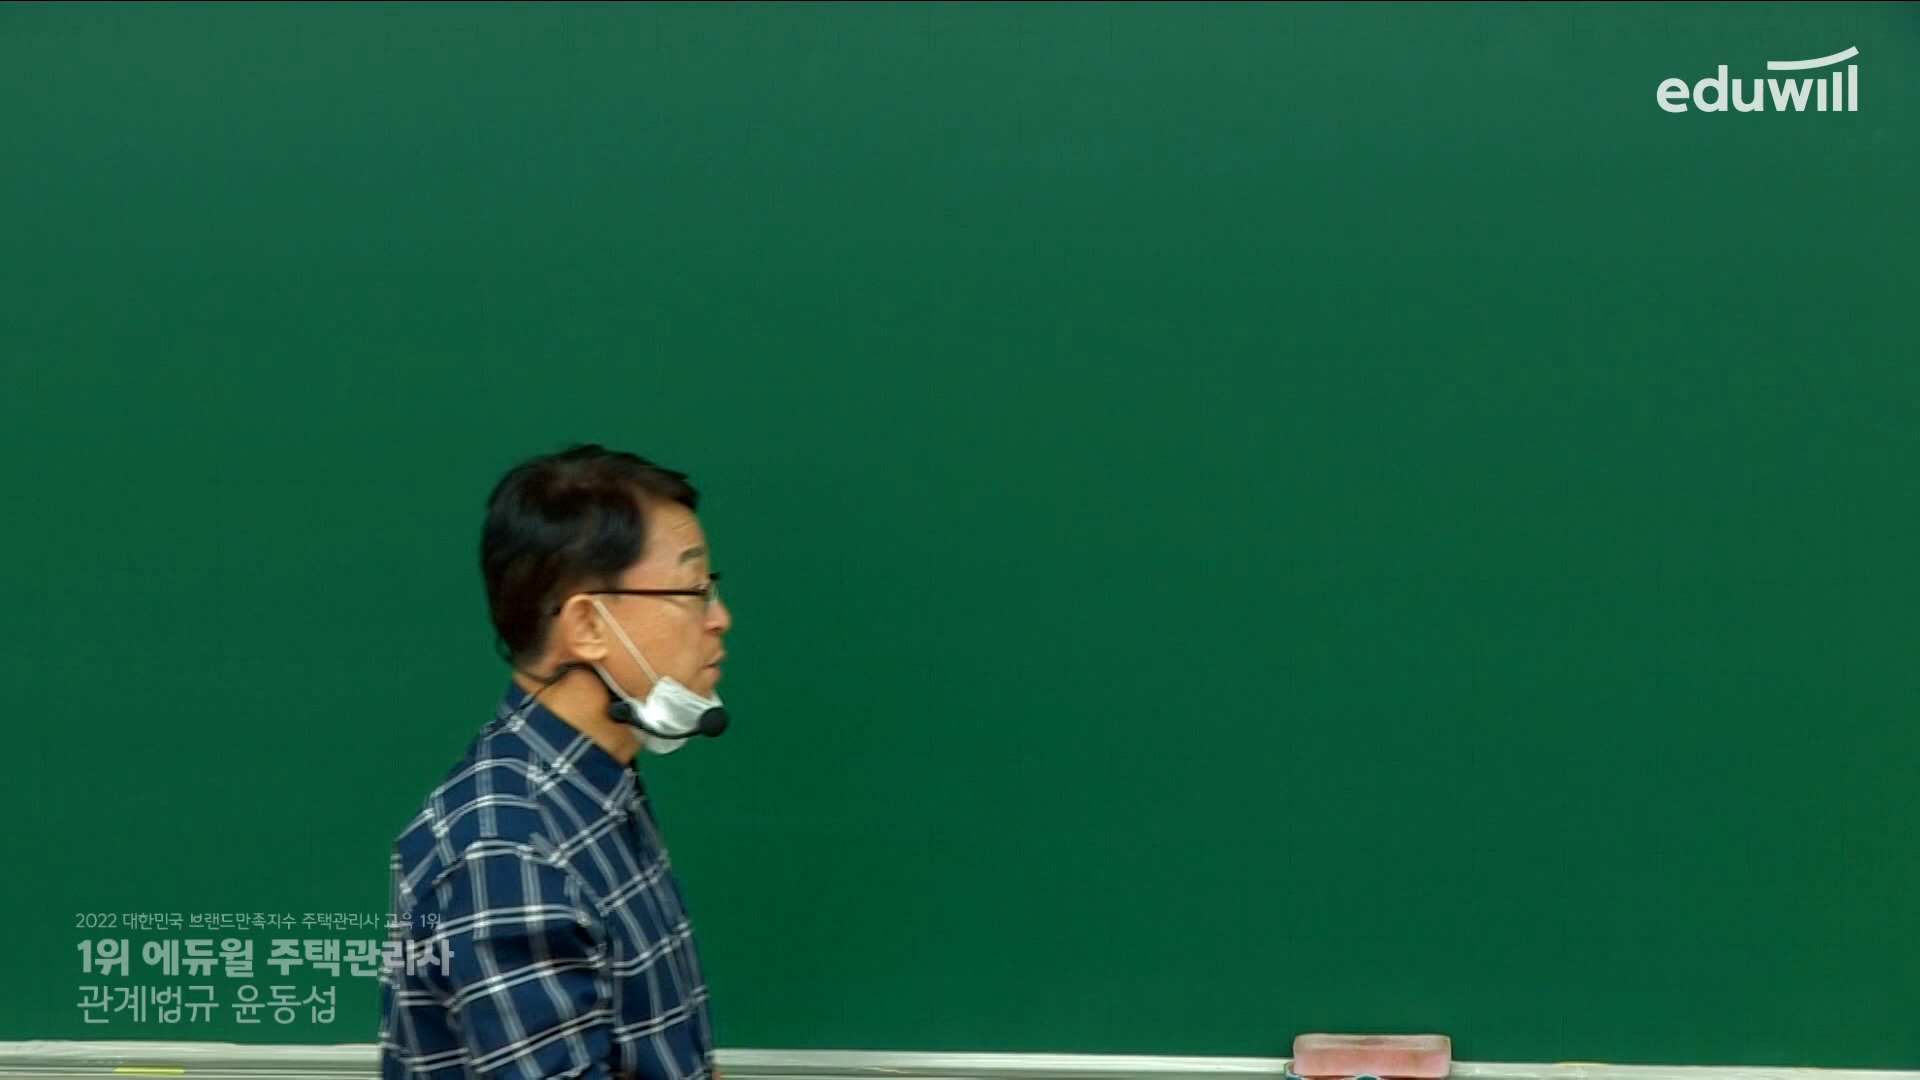 eduwill
2022 대한민국 브랜드만족지수 주택관리사 교육 1위
1위 에듀윌 주택관리사
관계법규 윤동섭